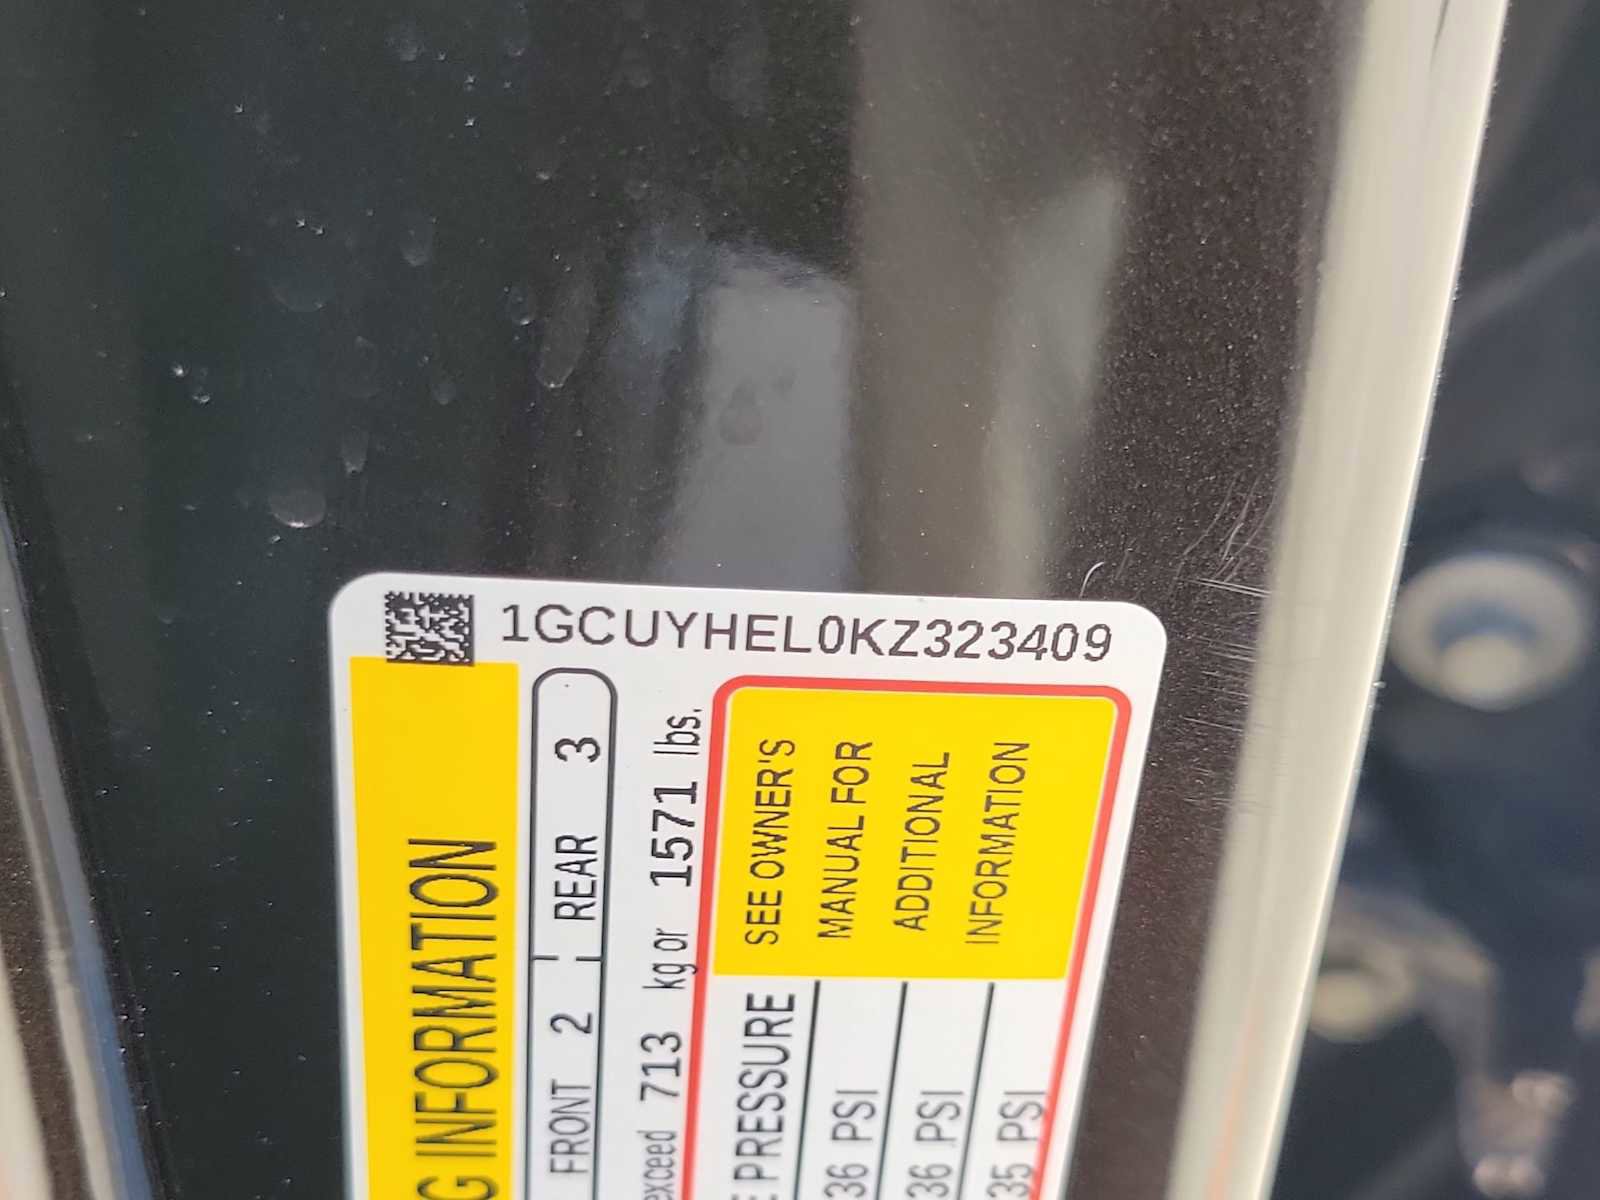 1GCUYHEL0KZ323409
G INFORMATION
FRONT 2 REAR 3
exceed 713 kg or 1571 lbs.
E PRESSURE
36 PSI
36 PSI
35 PSI
SEE OWNER'S
MANUAL FOR
ADDITIONAL
INFORMATION